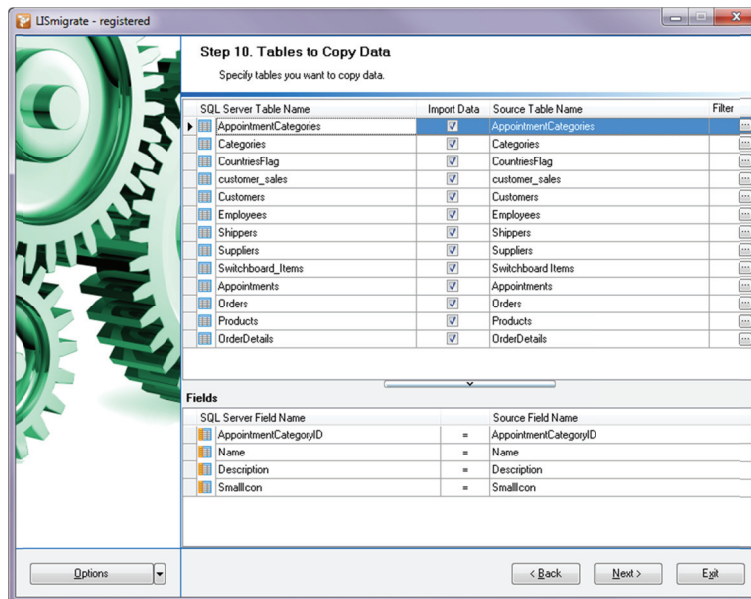 LISmigrate - registered
Step 10. Tables to Copy Data
Specify tables you want to copy data.
SQL Server Table Name Import Data Source Table Name Filter
AppointmentCategories AppointmentCategories
Categories Categories
CountriesFlag CountriesFlag
customer_sales customer_sales
Customers Customers
Employees Employees
Shippers Shippers
Suppliers Suppliers
Switchboard_Items Switchboard Items
Appointments Appointments
Orders Orders
Products Products
OrderDetails OrderDetails
Fields
SQL Server Field Name Source Field Name
AppointmentCategoryID = AppointmentCategoryID
Name = Name
Description = Description
SmallIcon = SmallIcon
Options < Back Next > Exit